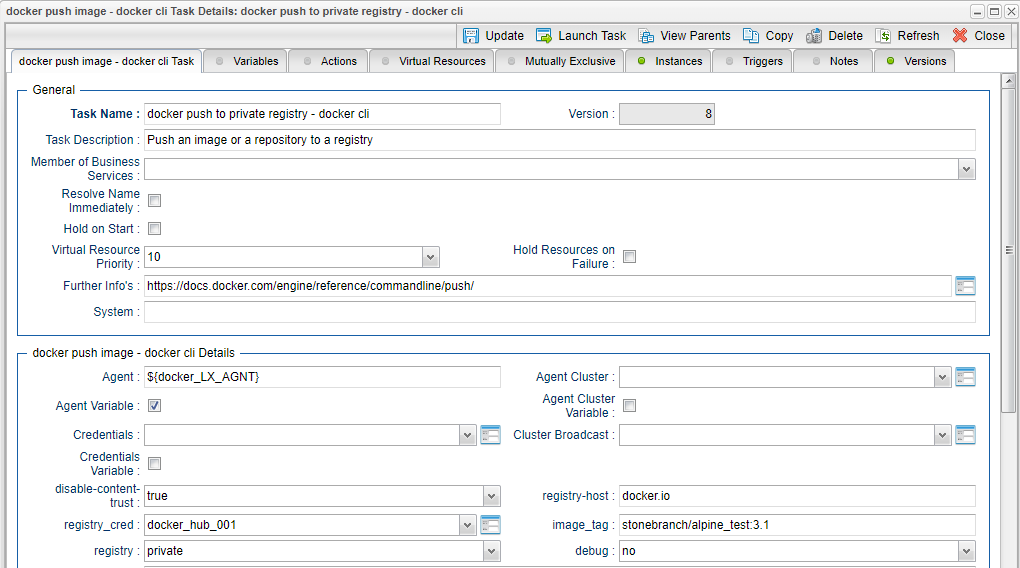 docker push image - docker cli Task Details: docker push to private registry - docker cli
Update Launch Task View Parents Copy Delete Refresh Close
docker push image - docker cli Task Variables Actions Virtual Resources Mutually Exclusive Instances Triggers Notes Versions
General
Task Name : docker push to private registry - docker cli Version : 8
Task Description : Push an image or a repository to a registry
Member of Business
Services :
Resolve Name
Immediately :
Hold on Start :
Virtual Resource
Priority : 10
Hold Resources on
Failure :
Further Info's : https://docs.docker.com/engine/reference/commandline/push/
System :
docker push image - docker cli Details
Agent : ${docker_LX_AGNT} Agent Cluster :
Agent Variable :
Agent Cluster
Variable :
Credentials : Cluster Broadcast :
Credentials
Variable :
disable-content-
trust : true
registry-host : docker.io
registry_cred : docker_hub_001 image_tag : stonebranch/alpine_test:3.1
registry : private debug : no